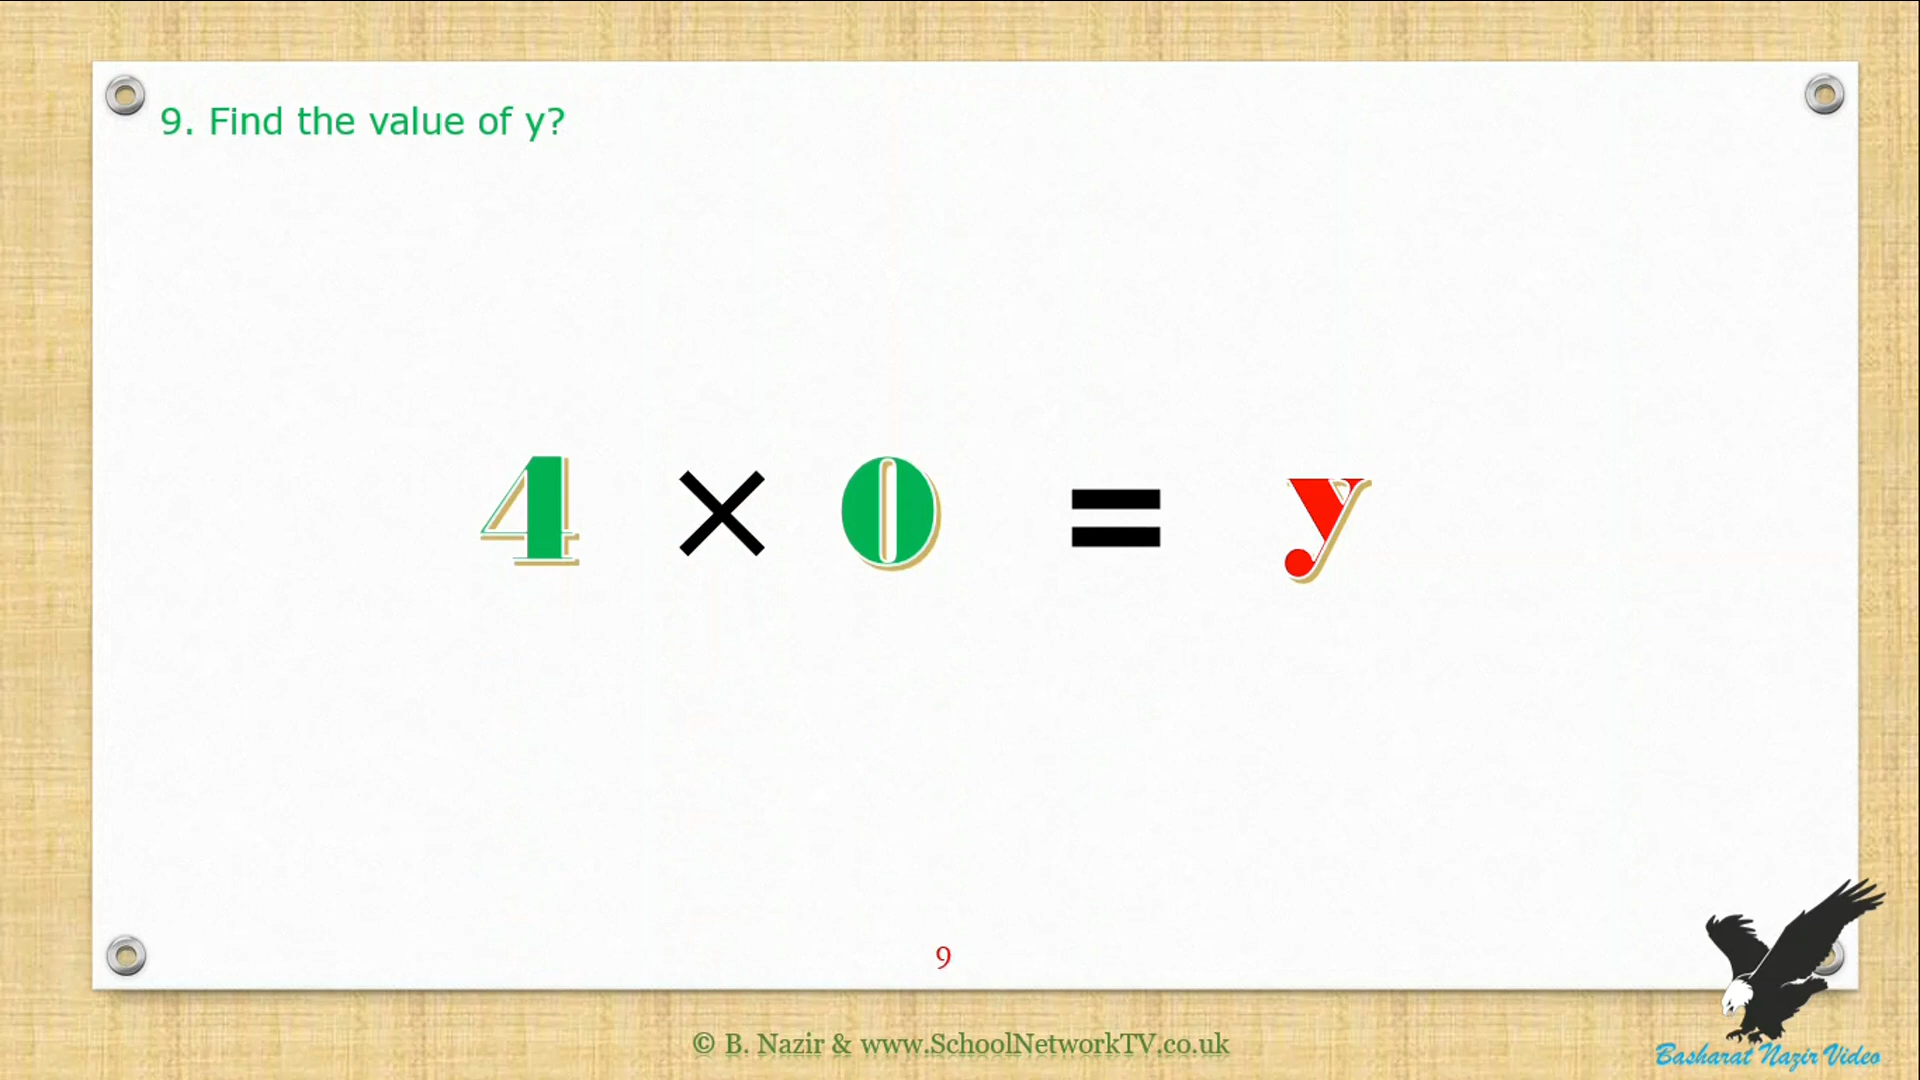 9. Find the value of y?
4 × 0 = y
9
© B. Nazir & www.SchoolNetworkTV.co.uk
Basharat Nazir Video